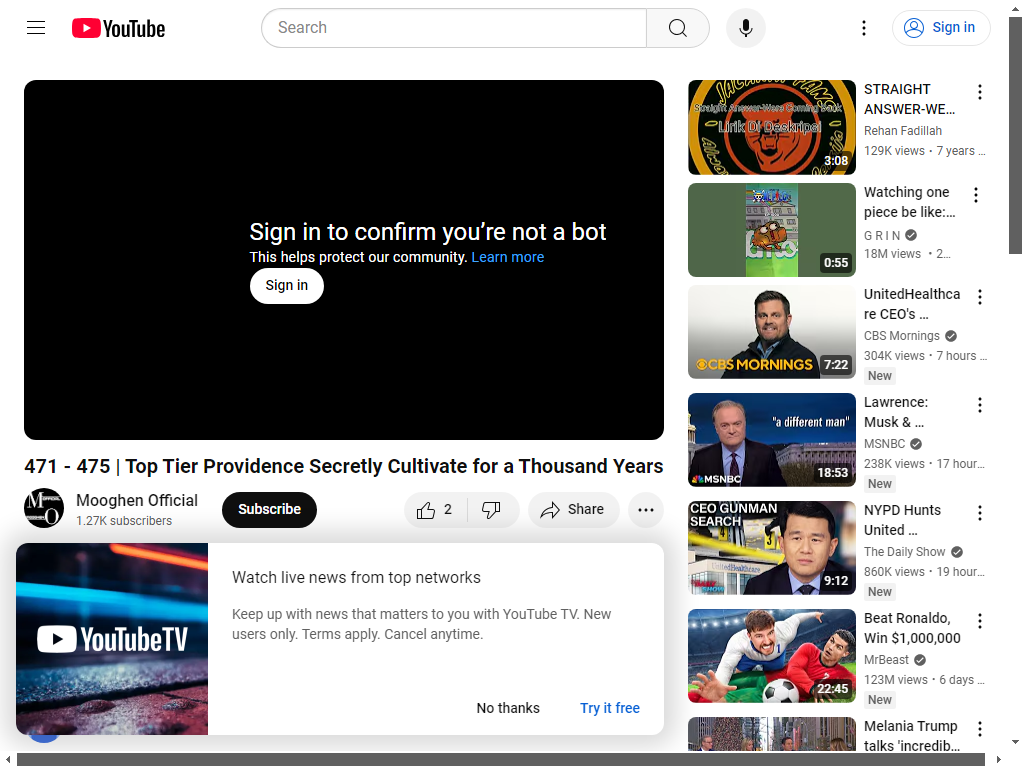 YouTube
Search
Sign in
Sign in to confirm you’re not a bot
This helps protect our community. Learn more
Sign in
471 - 475 | Top Tier Providence Secretly Cultivate for a Thousand Years
Mooghen Official
1.27K subscribers
Subscribe
2
Share
YouTubeTV
Watch live news from top networks
Keep up with news that matters to you with YouTube TV. New
users only. Terms apply. Cancel anytime.
No thanks
Try it free
Straight Answer-Were Coming Back
Lirik Di Deskripsi
3:08
STRAIGHT
ANSWER-WE...
Rehan Fadillah
129K views • 7 years ...
0:55
Watching one
piece be like:...
G R I N
18M views • 2...
CBS MORNINGS
7:22
UnitedHealthca
re CEO's ...
CBS Mornings
304K views • 7 hours ...
New
"a different man"
MSNBC
18:53
Lawrence:
Musk & ...
MSNBC
238K views • 17 hour...
New
CEO GUNMAN
SEARCH
UnitedHealthcare
9:12
NYPD Hunts
United ...
The Daily Show
860K views • 19 hour...
New
22:45
Beat Ronaldo,
Win $1,000,000
MrBeast
123M views • 6 days ...
New
Melania Trump
talks 'incredib...